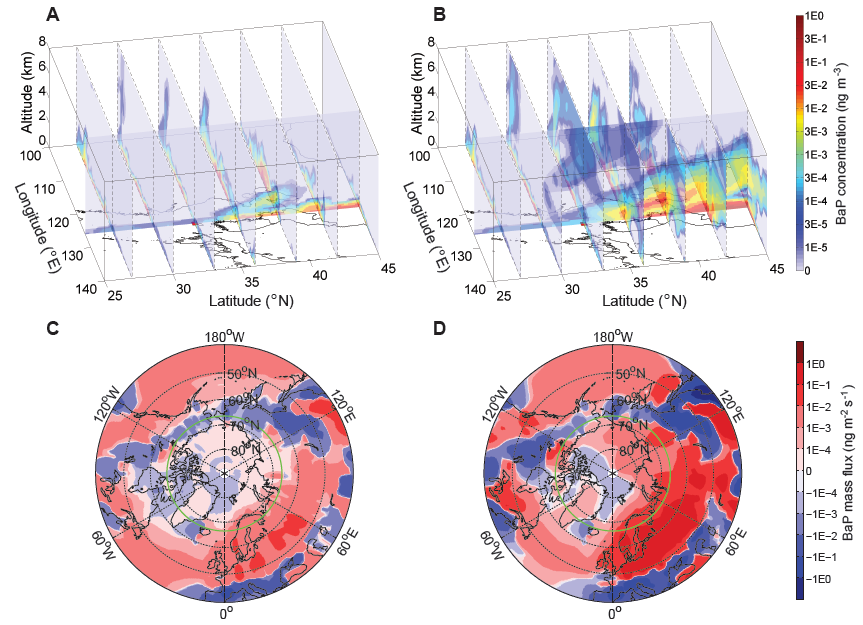 A
B
8
6
4
2
0
Altitude (km)
100
110
120
130
140
Longitude (°E)
25
30
35
40
45
Latitude (°N)
8
6
4
2
0
Altitude (km)
100
110
120
130
140
Longitude (°E)
25
30
35
40
45
Latitude (°N)
1E0
3E-1
1E-1
3E-2
1E-2
3E-3
1E-3
3E-4
1E-4
3E-5
1E-5
0
BaP concentration (ng m⁻³)
C
D
180°W
120°W
60°W
0°
60°E
120°E
50°N
60°N
70°N
80°N
180°W
120°W
60°W
0°
60°E
120°E
50°N
60°N
70°N
80°N
1E0
1E-1
1E-2
1E-3
1E-4
0
-1E-4
-1E-3
-1E-2
-1E-1
-1E0
BaP mass flux (ng m⁻² s⁻¹)